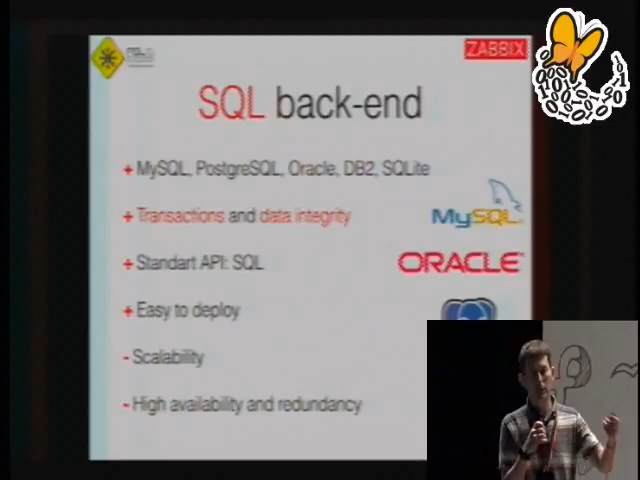 ZABBIX
SQL back-end
+ MySQL, PostgreSQL, Oracle, DB2, SQLite
+ Transactions and data integrity
MySQL
+ Standart API: SQL
ORACLE
+ Easy to deploy
- Scalability
- High availability and redundancy